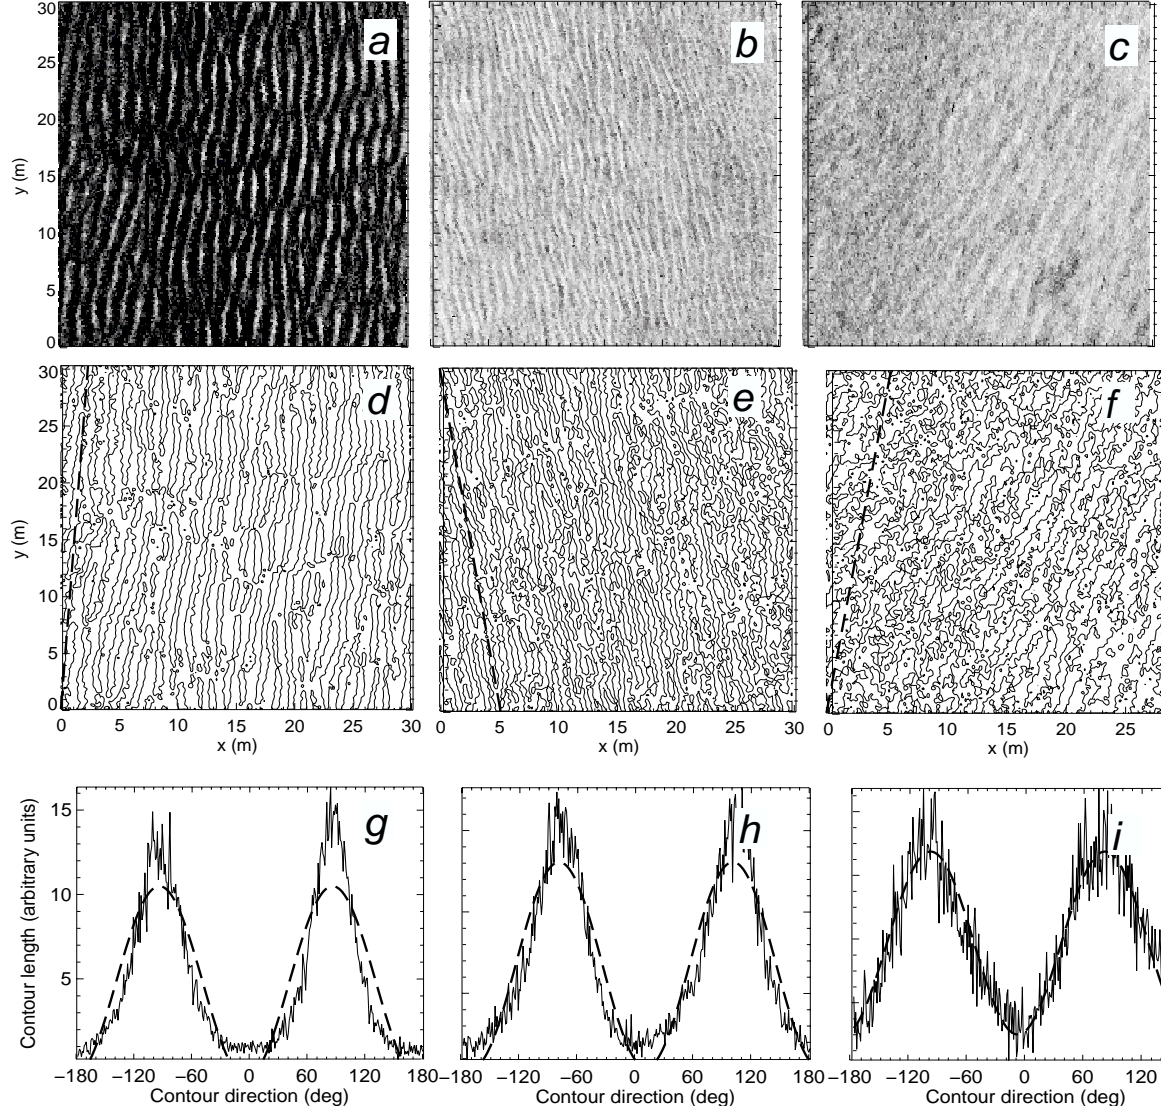 30
25
20
15
10
5
0
y (m)
a
b
c
30
25
20
15
10
5
0
y (m)
d
e
f
0 5 10 15 20 25 30
x (m)
0 5 10 15 20 25 30
x (m)
0 5 10 15 20 25
x (m)
15
10
5
Contour length (arbitrary units)
g
h
i
−180 −120 −60 0 60 120 180
Contour direction (deg)
−180 −120 −60 0 60 120 180
Contour direction (deg)
−180 −120 −60 0 60 120
Contour direction (deg)